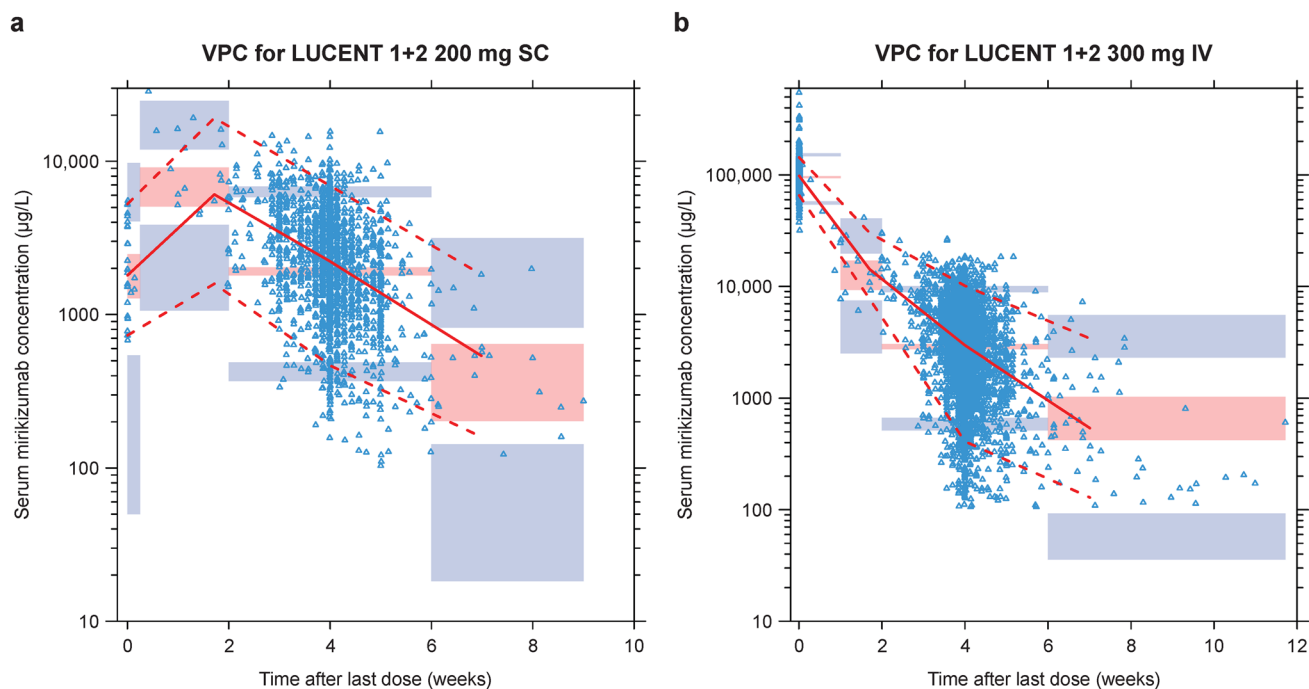 a
VPC for LUCENT 1+2 200 mg SC
Serum mirikizumab concentration (µg/L)
10,000
1000
100
10
0 2 4 6 8 10
Time after last dose (weeks)
b
VPC for LUCENT 1+2 300 mg IV
Serum mirikizumab concentration (µg/L)
100,000
10,000
1000
100
10
0 2 4 6 8 10 12
Time after last dose (weeks)